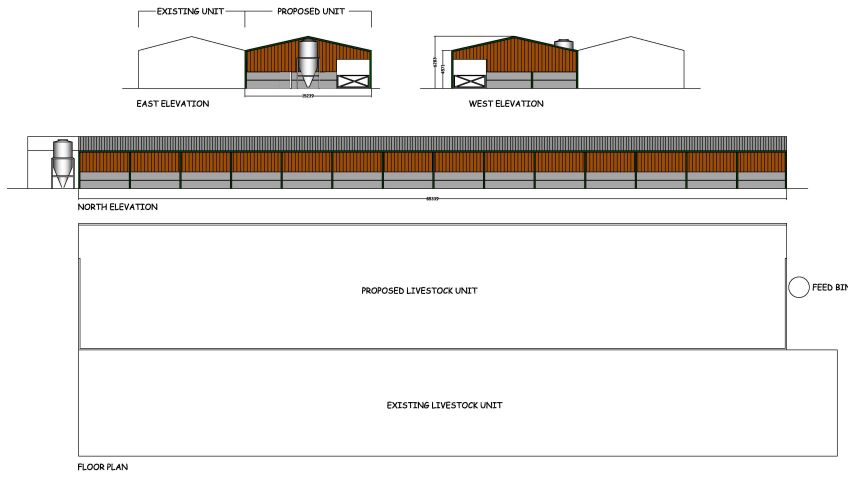 EXISTING UNIT
PROPOSED UNIT
EAST ELEVATION
WEST ELEVATION
NORTH ELEVATION
PROPOSED LIVESTOCK UNIT
FEED BIN
EXISTING LIVESTOCK UNIT
FLOOR PLAN